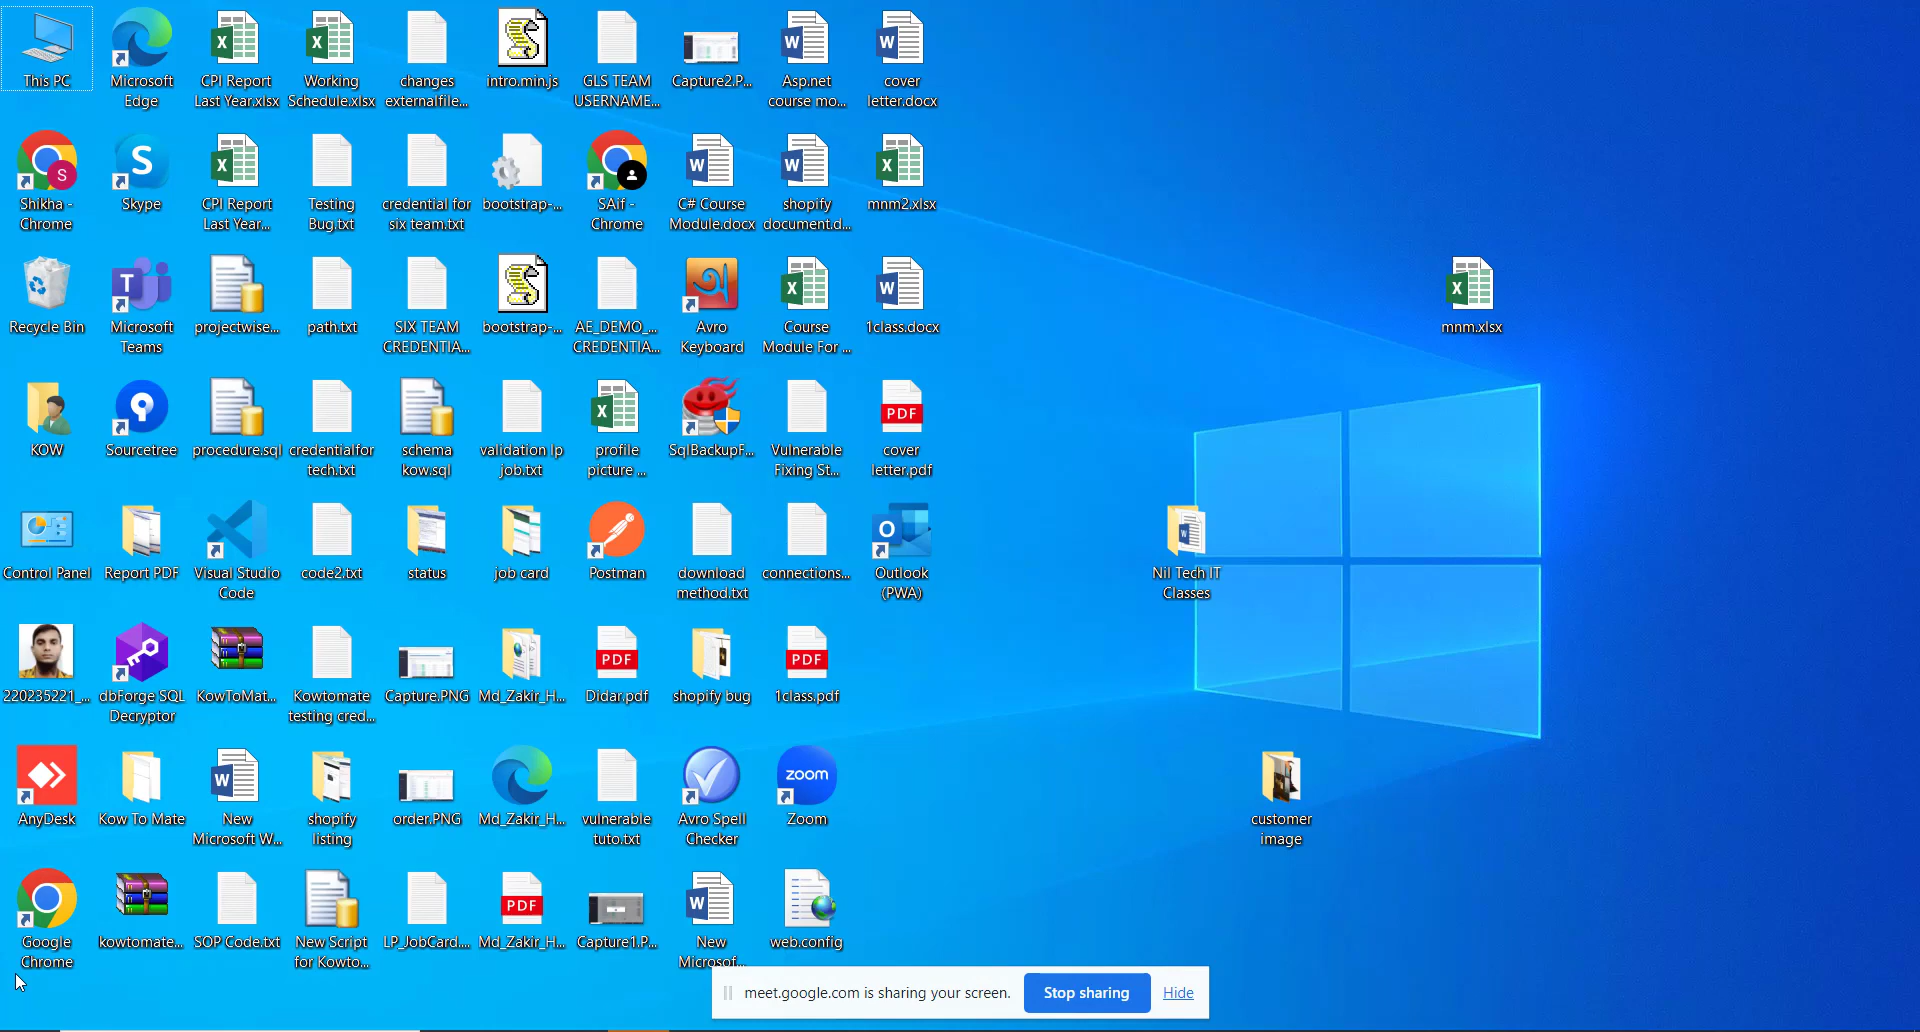 This PC
Microsoft
Edge
CPI Report
Last Year.xlsx
Working
Schedule.xlsx
changes
externalfile...
intro.min.js
GLS TEAM
USERNAME...
Capture2.P...
Asp.net
course mo...
cover
letter.docx
Shikha -
Chrome
Skype
CPI Report
Last Year...
Testing
Bug.txt
credential for
six team.txt
bootstrap-...
SAif -
Chrome
C# Course
Module.docx
shopify
document.d...
mnm2.xlsx
Recycle Bin
Microsoft
Teams
projectwise...
path.txt
SIX TEAM
CREDENTIA...
bootstrap-...
AE_DEMO_...
CREDENTIA...
Avro
Keyboard
Course
Module For ...
1class.docx
mnm.xlsx
KOW
Sourcetree
procedure.sql
credentialfor
tech.txt
schema
kow.sql
validation lp
job.txt
profile
picture ...
SqlBackupF...
Vulnerable
Fixing St...
PDF
cover
letter.pdf
Control Panel
Report PDF
Visual Studio
Code
code2.txt
status
job card
Postman
download
method.txt
connections...
Outlook
(PWA)
Nil Tech IT
Classes
220235221_...
dbForge SQL
Decryptor
KowToMat...
Kowtomate
testing cred...
Capture.PNG
Md_Zakir_H...
PDF
Didar.pdf
shopify bug
PDF
1class.pdf
AnyDesk
Kow To Mate
New
Microsoft W...
shopify
listing
order.PNG
Md_Zakir_H...
vulnerable
tuto.txt
Avro Spell
Checker
zoom
Zoom
customer
image
Google
Chrome
kowtomate...
SOP Code.txt
New Script
for Kowto...
LP_JobCard....
PDF
Md_Zakir_H...
Capture1.P...
New
Microsof...
web.config
meet.google.com is sharing your screen.
Stop sharing
Hide